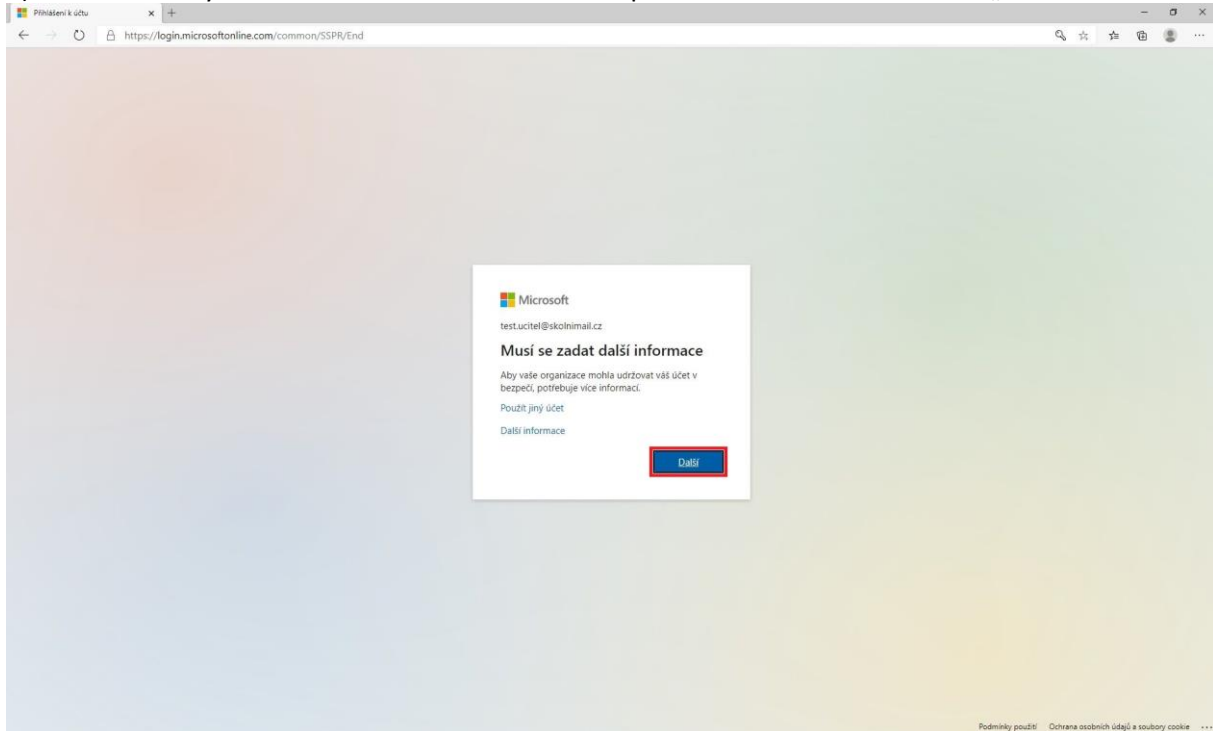 Přihlášení k účtu
https://login.microsoftonline.com/common/SSPR/End
Microsoft
test.ucitel@skolnimail.cz
Musí se zadat další informace
Aby vaše organizace mohla udržovat váš účet v
bezpečí, potřebuje více informací.
Použít jiný účet
Další informace
Další
Podmínky použití Ochrana osobních údajů a soubory cookie